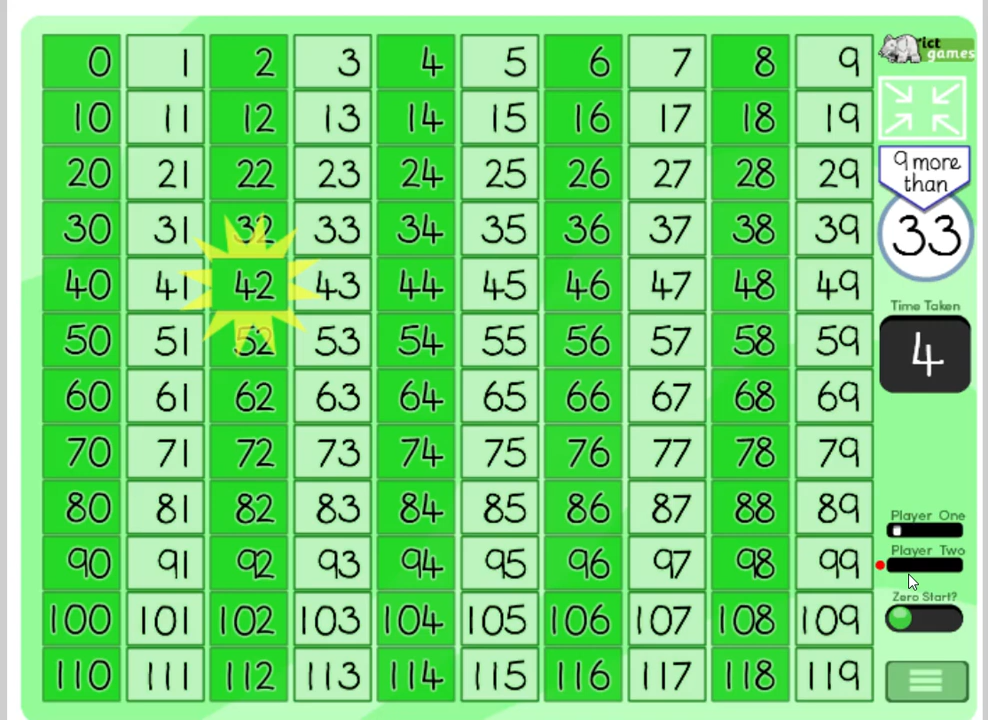 0 1 2 3 4 5 6 7 8 9
10 11 12 13 14 15 16 17 18 19
20 21 22 23 24 25 26 27 28 29
30 31 32 33 34 35 36 37 38 39
40 41 42 43 44 45 46 47 48 49
50 51 52 53 54 55 56 57 58 59
60 61 62 63 64 65 66 67 68 69
70 71 72 73 74 75 76 77 78 79
80 81 82 83 84 85 86 87 88 89
90 91 92 93 94 95 96 97 98 99
100 101 102 103 104 105 106 107 108 109
110 111 112 113 114 115 116 117 118 119
ict
games
9 more
than
33
Time Taken
4
Player One
Player Two
Zero Start?